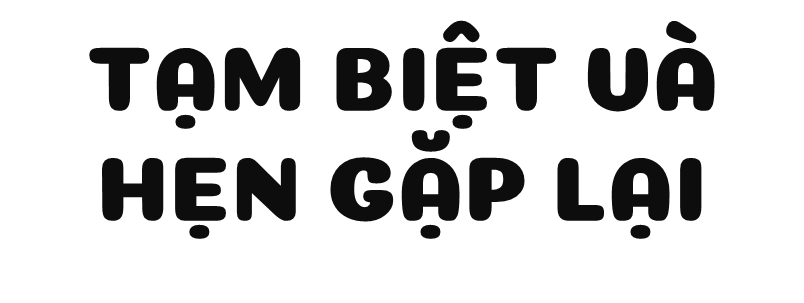 TẠM BIỆT UÀ
HẸN GẶP LẠI